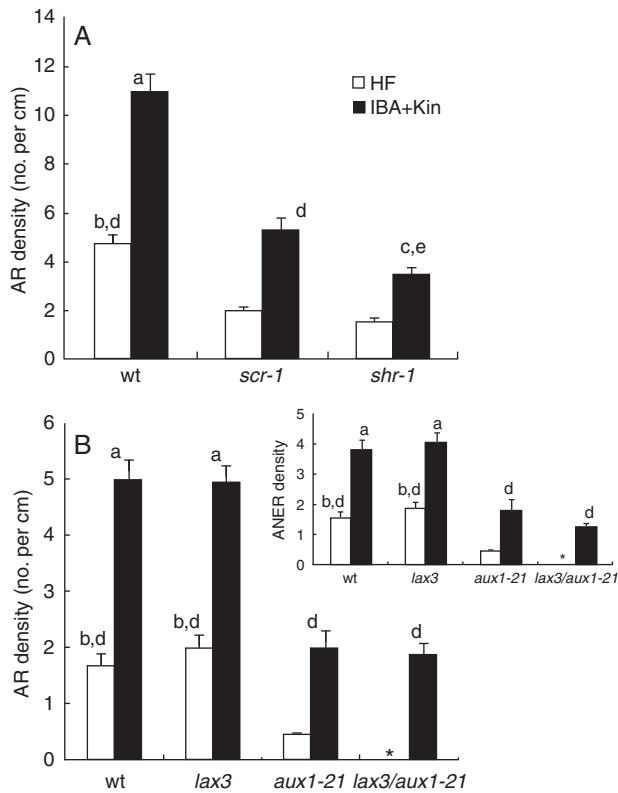 A
AR density (no. per cm)
14
12
10
8
6
4
2
0
HF
IBA+Kin
b,d
a
d
c,e
wt scr-1 shr-1
B
AR density (no. per cm)
6
5
4
3
2
1
0
b,d
a
b,d
a
d
*
d
wt lax3 aux1-21 lax3/aux1-21
ANER density
5
4
3
2
1
0
b,d
a
b,d
a
d
*
d
wt lax3 aux1-21 lax3/aux1-21